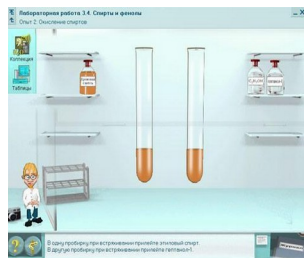 Лабораторная работа 3.4. Спирты и фенолы
Опыт 2. Окисление спиртов
Коллекция
Таблицы
В одну пробирку при встряхивании прилейте этиловый спирт.
В другую пробирку при встряхивании прилейте гептанол-1.